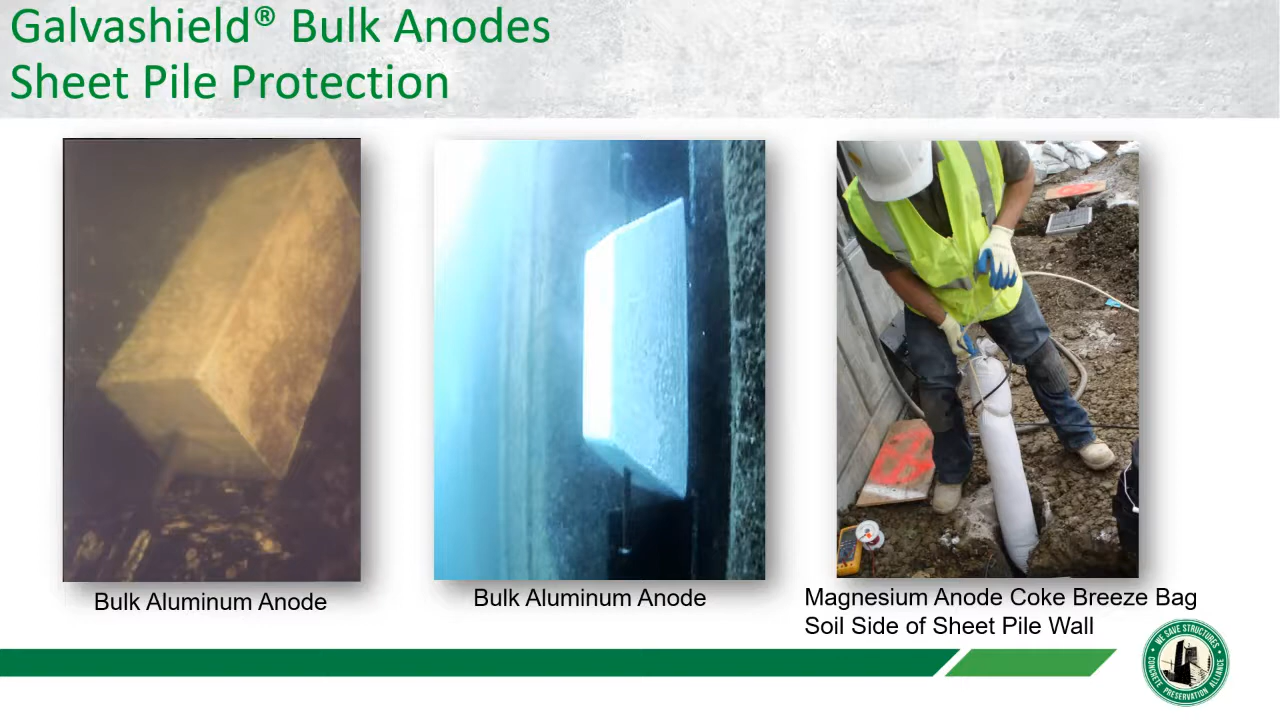 Galvashield® Bulk Anodes
Sheet Pile Protection
Bulk Aluminum Anode
Bulk Aluminum Anode
Magnesium Anode Coke Breeze Bag
Soil Side of Sheet Pile Wall
WE SAVE STRUCTURES
CONCRETE PRESERVATION ALLIANCE